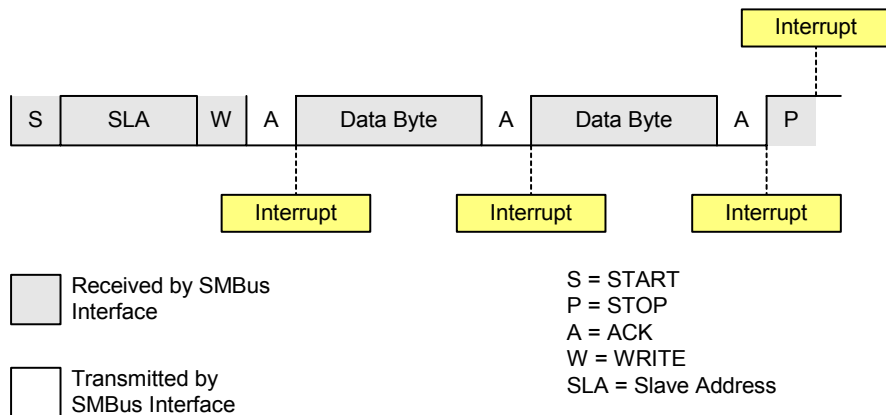 Interrupt
S SLA W A Data Byte A Data Byte A P
Interrupt Interrupt Interrupt
Received by SMBus
Interface
Transmitted by
SMBus Interface
S = START
P = STOP
A = ACK
W = WRITE
SLA = Slave Address